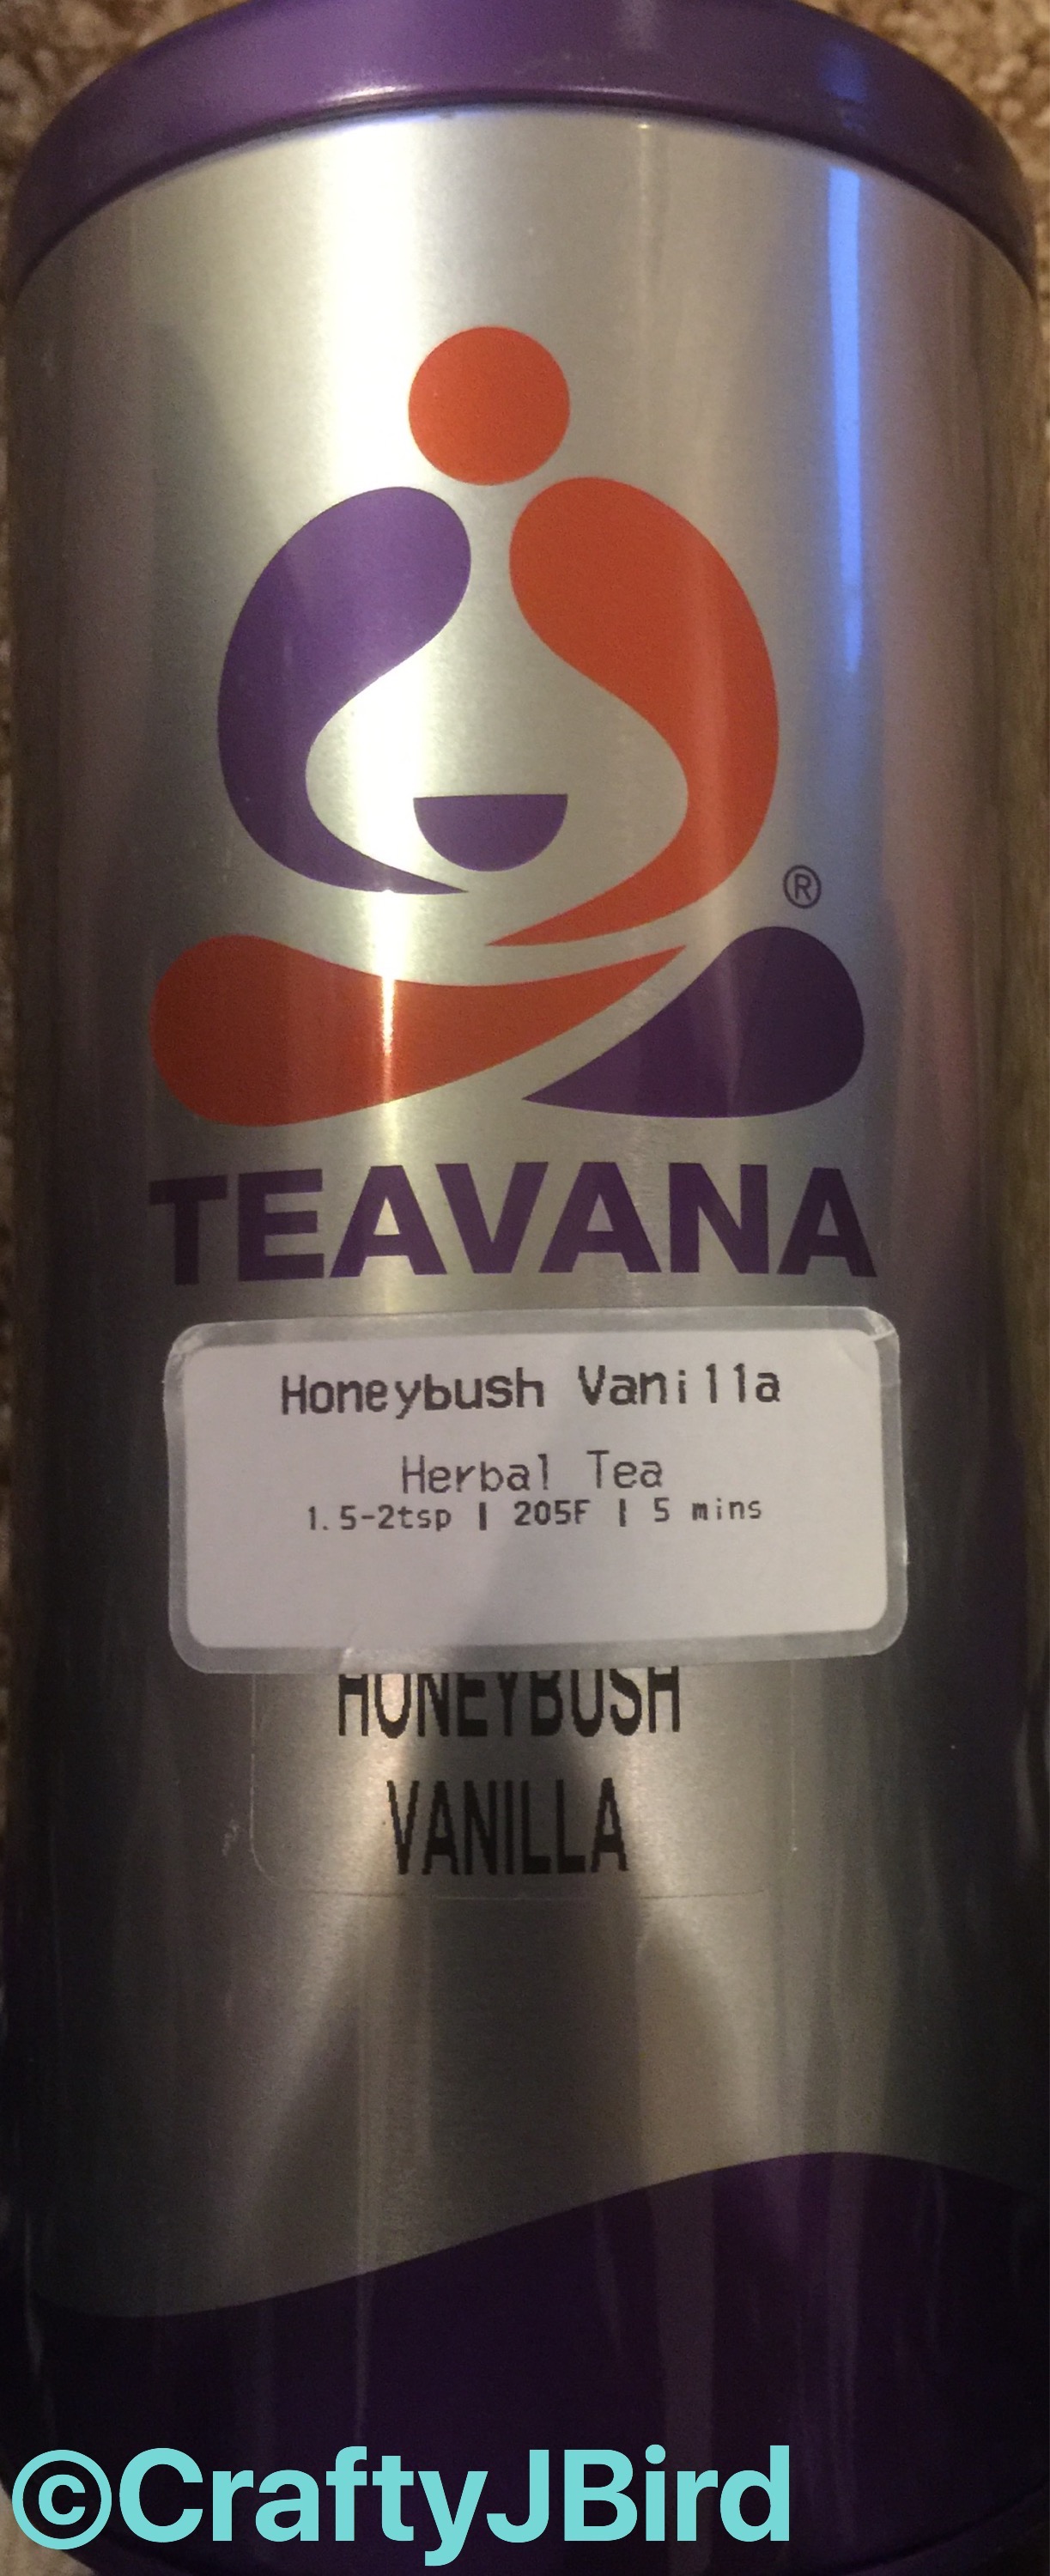 ®
TEAVANA
Honeybush Vanilla
Herbal Tea
1.5-2tsp | 205F | 5 mins
HONEYBUSH
VANILLA
©CraftyJBird